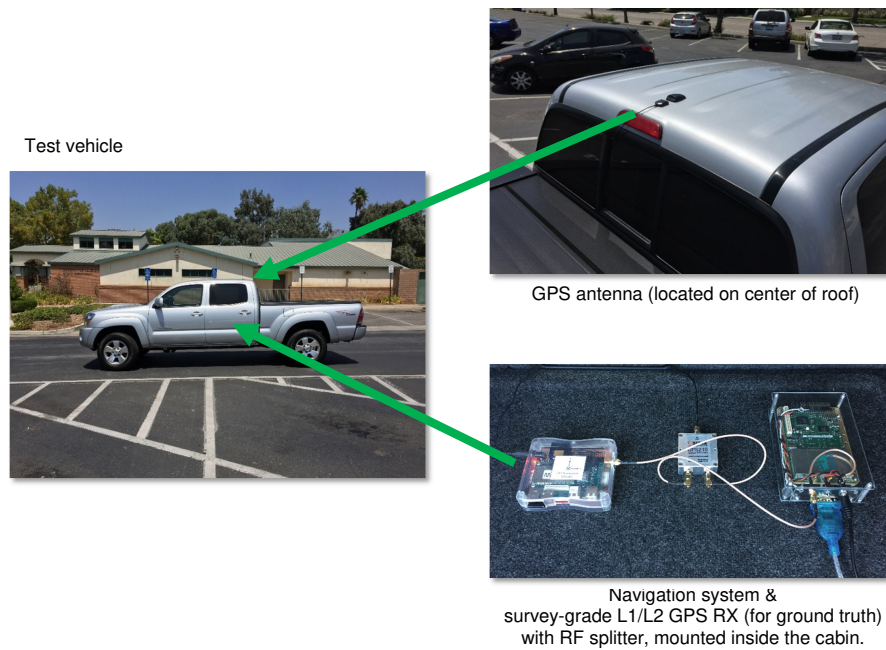 Test vehicle
GPS antenna (located on center of roof)
Navigation system &
survey-grade L1/L2 GPS RX (for ground truth)
with RF splitter, mounted inside the cabin.